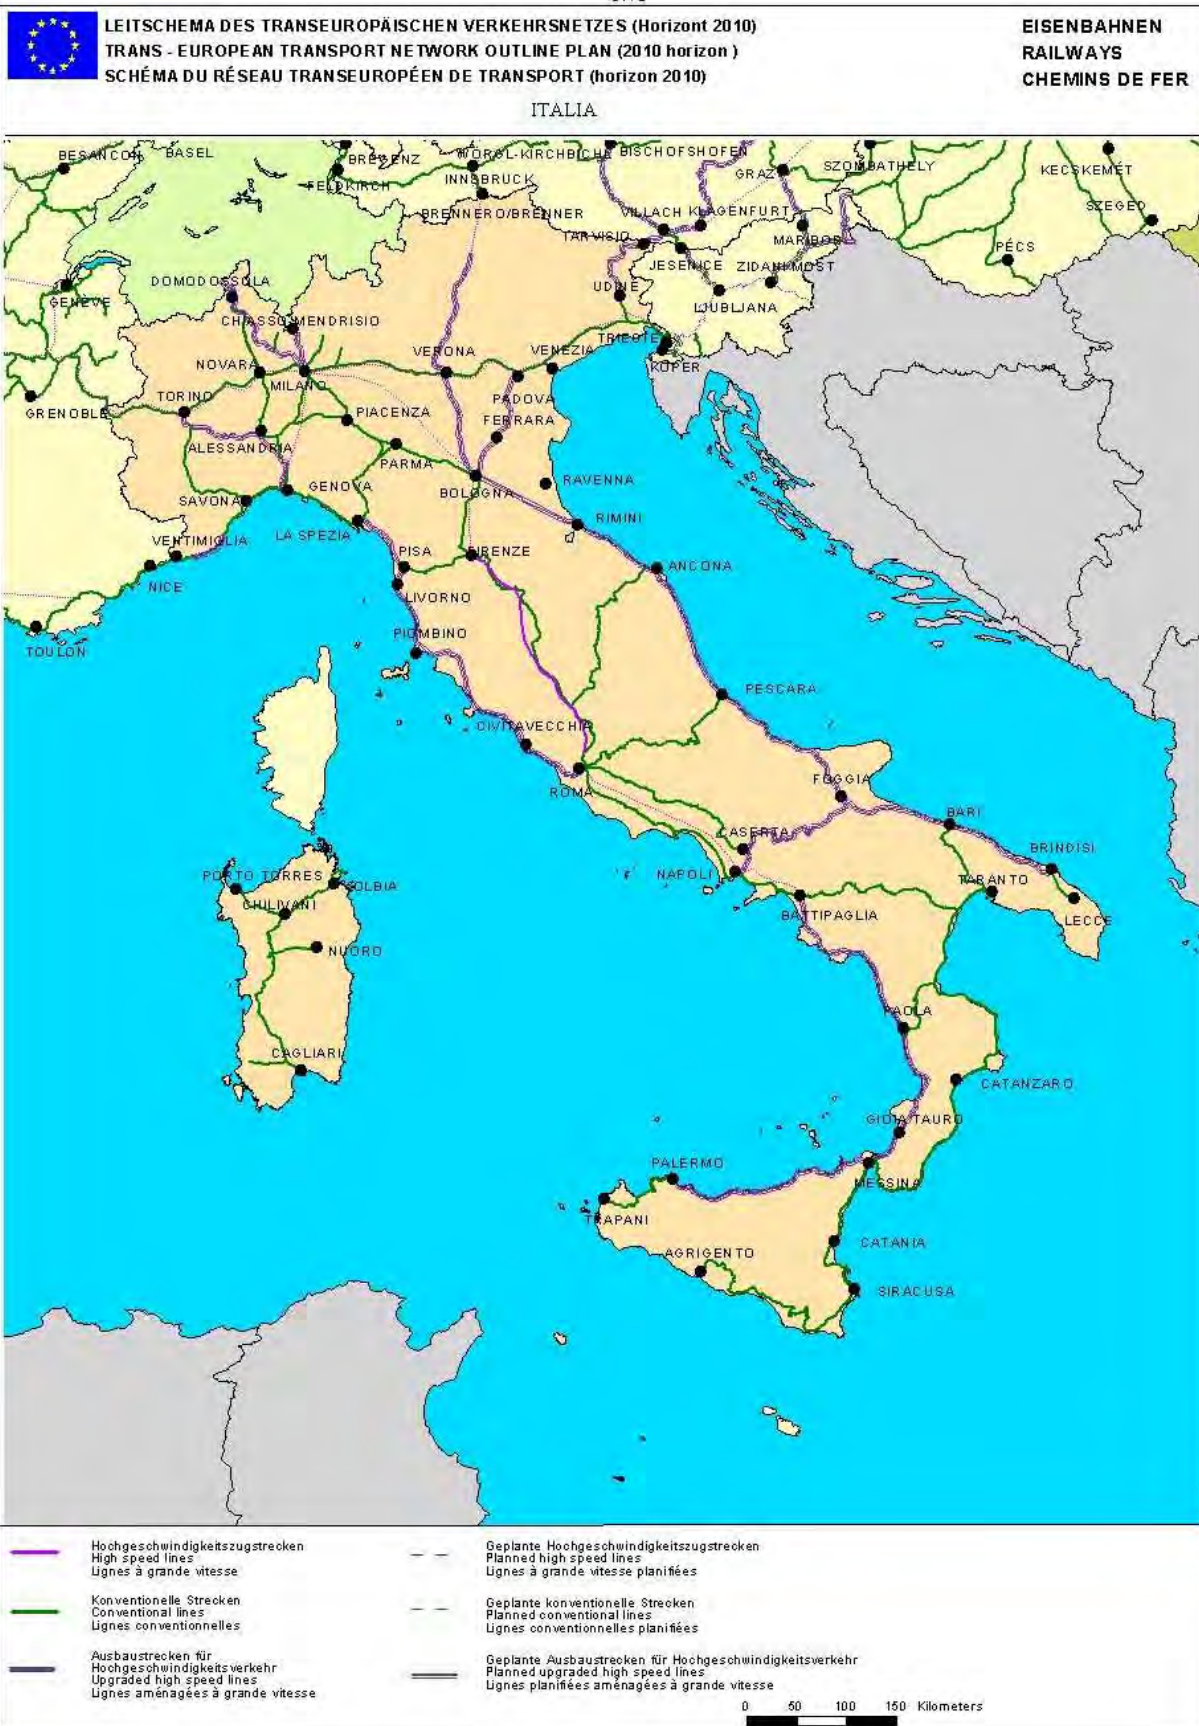 LEITSCHEMA DES TRANSEUROPÄISCHEN VERKEHRSNETZES (Horizont 2010)
TRANS - EUROPEAN TRANSPORT NETWORK OUTLINE PLAN (2010 horizon )
SCHÉMA DU RÉSEAU TRANSEUROPÉEN DE TRANSPORT (horizon 2010)
EISENBAHNEN
RAILWAYS
CHEMINS DE FER
ITALIA
BESANCON
BASEL
BREGENZ
FELDKIRCH
WÖRGL-KIRCHBICHL
BISCHOFSHOFEN
INNSBRUCK
GRAZ
SZOMBATHELY
KECSKEMÉT
BRENNERO/BRENNER
VILLACH
KLAGENFURT
SZEGED
TARVISIO
MARIBOR
PÉCS
JESENICE
ZIDANI MOST
DOMODOSSOLA
GENÈVE
UDINE
LJUBLJANA
CHIASSO-MENDRISIO
TRIESTE
NOVARA
MILANO
VERONA
VENEZIA
KOPER
TORINO
PADOVA
GRENOBLE
PIACENZA
FERRARA
ALESSANDRIA
PARMA
RAVENNA
SAVONA
GENOVA
BOLOGNA
RIMINI
LA SPEZIA
VENTIMIGLIA
PISA
FIRENZE
ANCONA
NICE
LIVORNO
PIOMBINO
TOULON
PESCARA
CIVITAVECCHIA
FOGGIA
ROMA
BARI
CASERTA
BRINDISI
PORTO TORRES
OLBIA
NAPOLI
TARANTO
CHILIVANI
BATTIPAGLIA
LECCE
NUORO
PAOLA
CAGLIARI
CATANZARO
GIOIA TAURO
PALERMO
MESSINA
TRAPANI
CATANIA
AGRIGENTO
SIRACUSA
Hochgeschwindigkeitszugstrecken
High speed lines
Lignes à grande vitesse
Konventionelle Strecken
Conventional lines
Lignes conventionnelles
Ausbaustrecken für
Hochgeschwindigkeitsverkehr
Upgraded high speed lines
Lignes aménagées à grande vitesse
Geplante Hochgeschwindigkeitszugstrecken
Planned high speed lines
Lignes à grande vitesse planifiées
Geplante konventionelle Strecken
Planned conventional lines
Lignes conventionnelles planifiées
Geplante Ausbaustrecken für Hochgeschwindigkeitsverkehr
Planned upgraded high speed lines
Lignes planifiées aménagées à grande vitesse
0 50 100 150 Kilometers